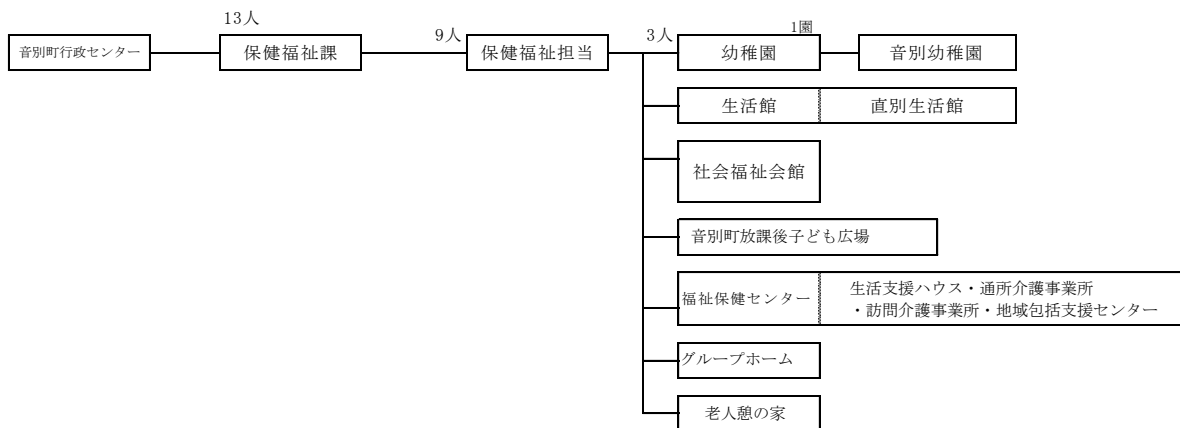 13人
9人
3人
1園
音別町行政センター
保健福祉課
保健福祉担当
幼稚園
音別幼稚園
生活館
直別生活館
社会福祉会館
音別町放課後子ども広場
福祉保健センター
生活支援ハウス・通所介護事業所
・訪問介護事業所・地域包括支援センター
グループホーム
老人憩の家